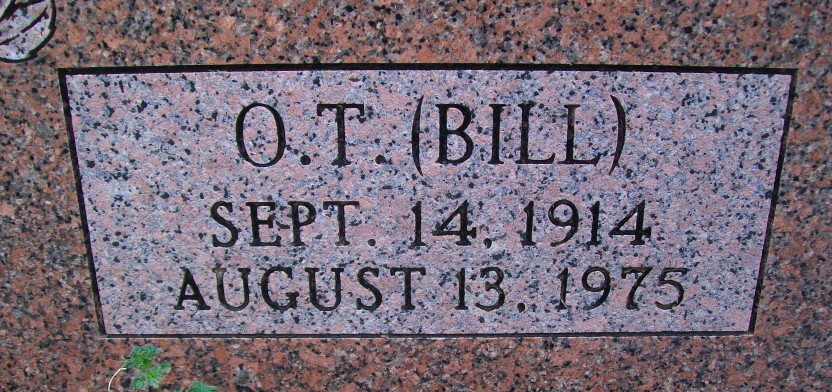 O.T. (BILL)
SEPT. 14, 1914
AUGUST 13, 1975